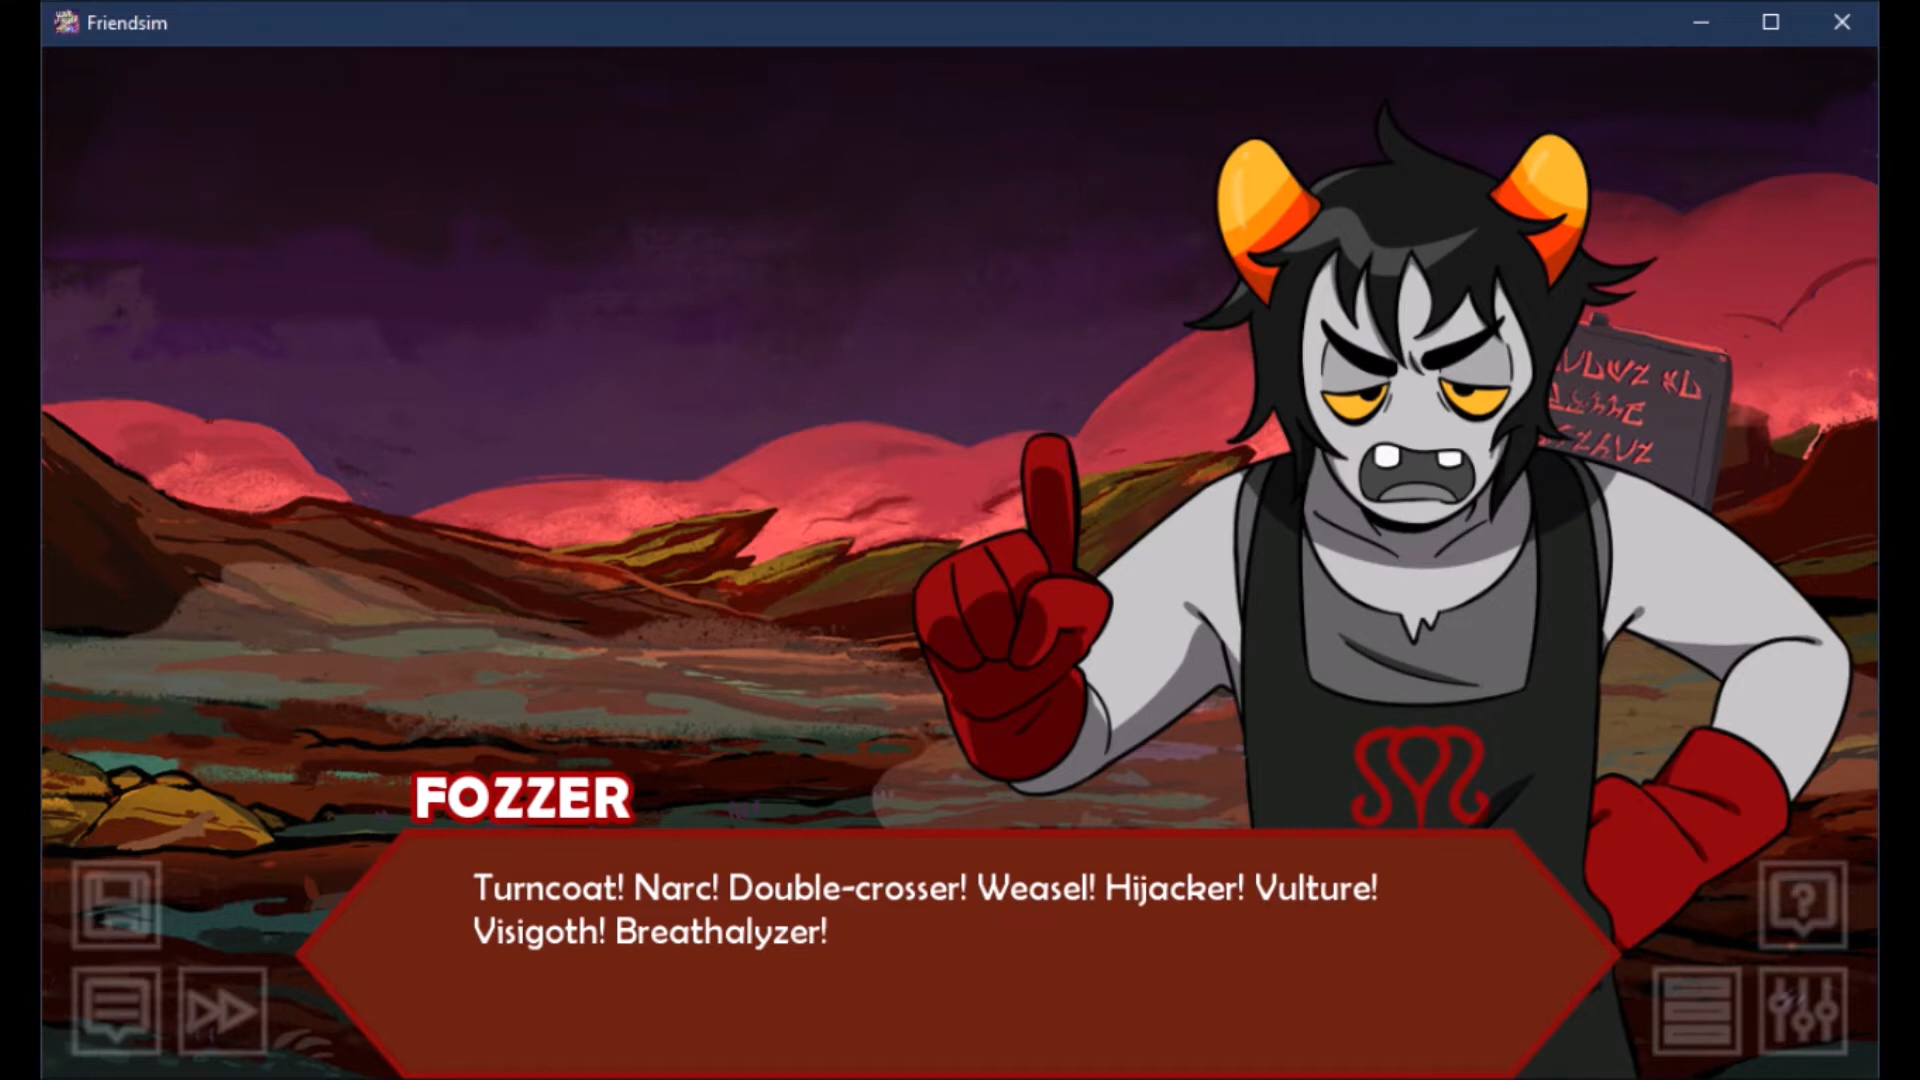 Friendsim
FOZZER
Turncoat! Narc! Double-crosser! Weasel! Hijacker! Vulture!
Visigoth! Breathalyzer!